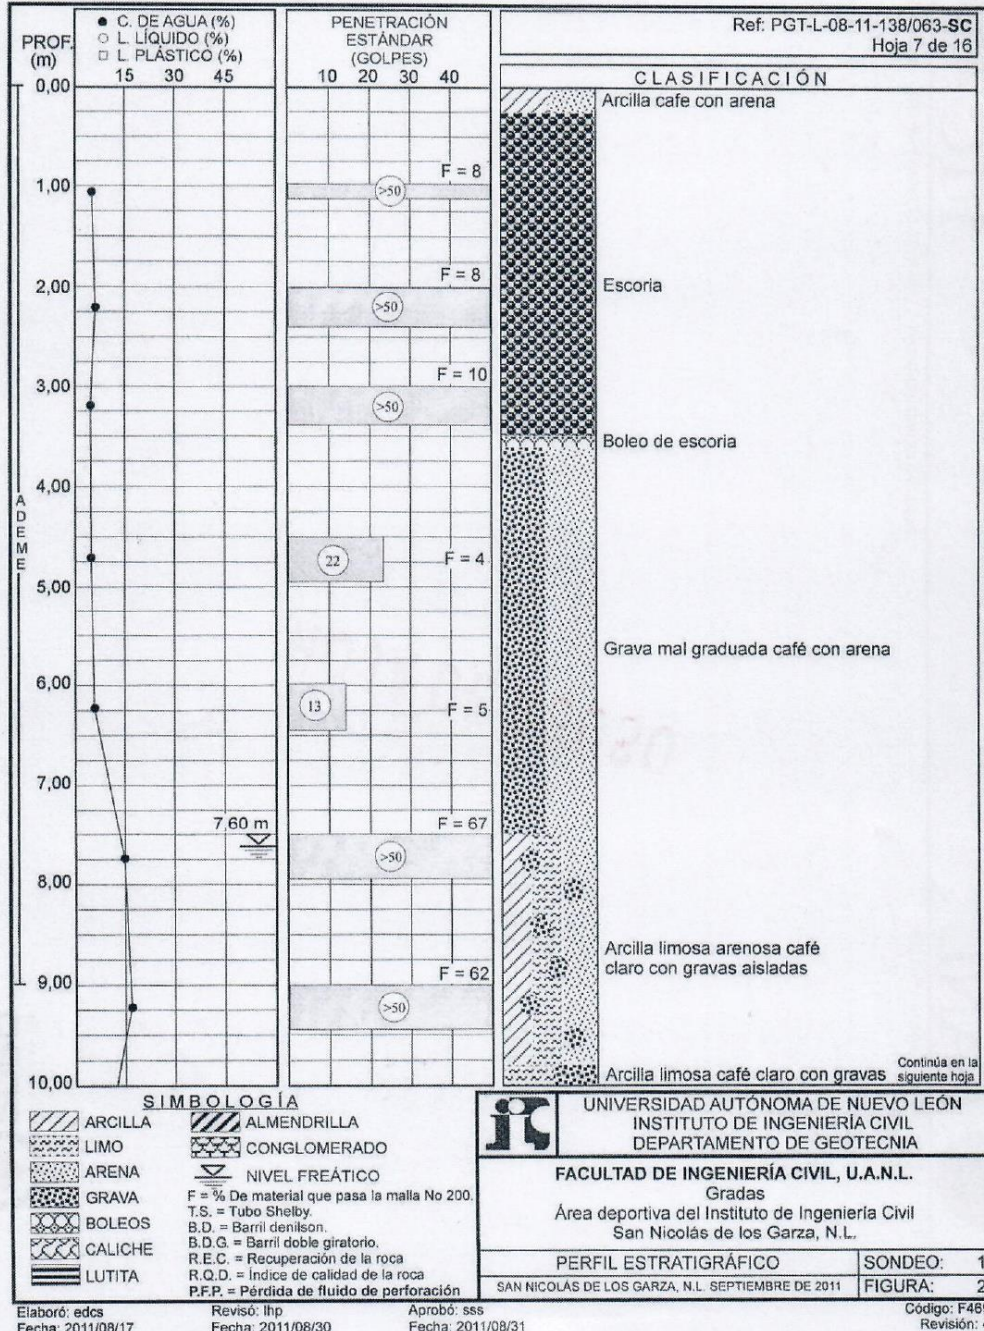 Ref: PGT-L-08-11-138/063-SC
Hoja 7 de 16
PROF.
(m)
● C. DE AGUA (%)
○ L. LÍQUIDO (%)
□ L. PLÁSTICO (%)
15 30 45
PENETRACIÓN
ESTÁNDAR
(GOLPES)
10 20 30 40
CLASIFICACIÓN
0,00
Arcilla cafe con arena
F = 8
1,00
>50
F = 8
2,00
>50
Escoria
F = 10
3,00
>50
Boleo de escoria
4,00
ADEME
22
F = 4
5,00
Grava mal graduada café con arena
6,00
13
F = 5
7,00
7,60 m
F = 67
>50
8,00
Arcilla limosa arenosa café
claro con gravas aisladas
F = 62
9,00
>50
10,00
Arcilla limosa café claro con gravas
Continúa en la
siguiente hoja
SIMBOLOGÍA
ARCILLA
LIMO
ARENA
GRAVA
BOLEOS
CALICHE
LUTITA
ALMENDRILLA
CONGLOMERADO
NIVEL FREÁTICO
F = % De material que pasa la malla No 200.
T.S. = Tubo Shelby.
B.D. = Barril denilson.
B.D.G. = Barril doble giratorio.
R.E.C. = Recuperación de la roca
R.Q.D. = Índice de calidad de la roca
P.F.P. = Pérdida de fluido de perforación
UNIVERSIDAD AUTÓNOMA DE NUEVO LEÓN
INSTITUTO DE INGENIERÍA CIVIL
DEPARTAMENTO DE GEOTECNIA
FACULTAD DE INGENIERÍA CIVIL, U.A.N.L.
Gradas
Área deportiva del Instituto de Ingeniería Civil
San Nicolás de los Garza, N.L.
PERFIL ESTRATIGRÁFICO
SONDEO: 1
SAN NICOLÁS DE LOS GARZA, N.L. SEPTIEMBRE DE 2011
FIGURA: 2
Elaboró: edcs
Fecha: 2011/08/17
Revisó: lhp
Fecha: 2011/08/30
Aprobó: sss
Fecha: 2011/08/31
Código: F46
Revisión: